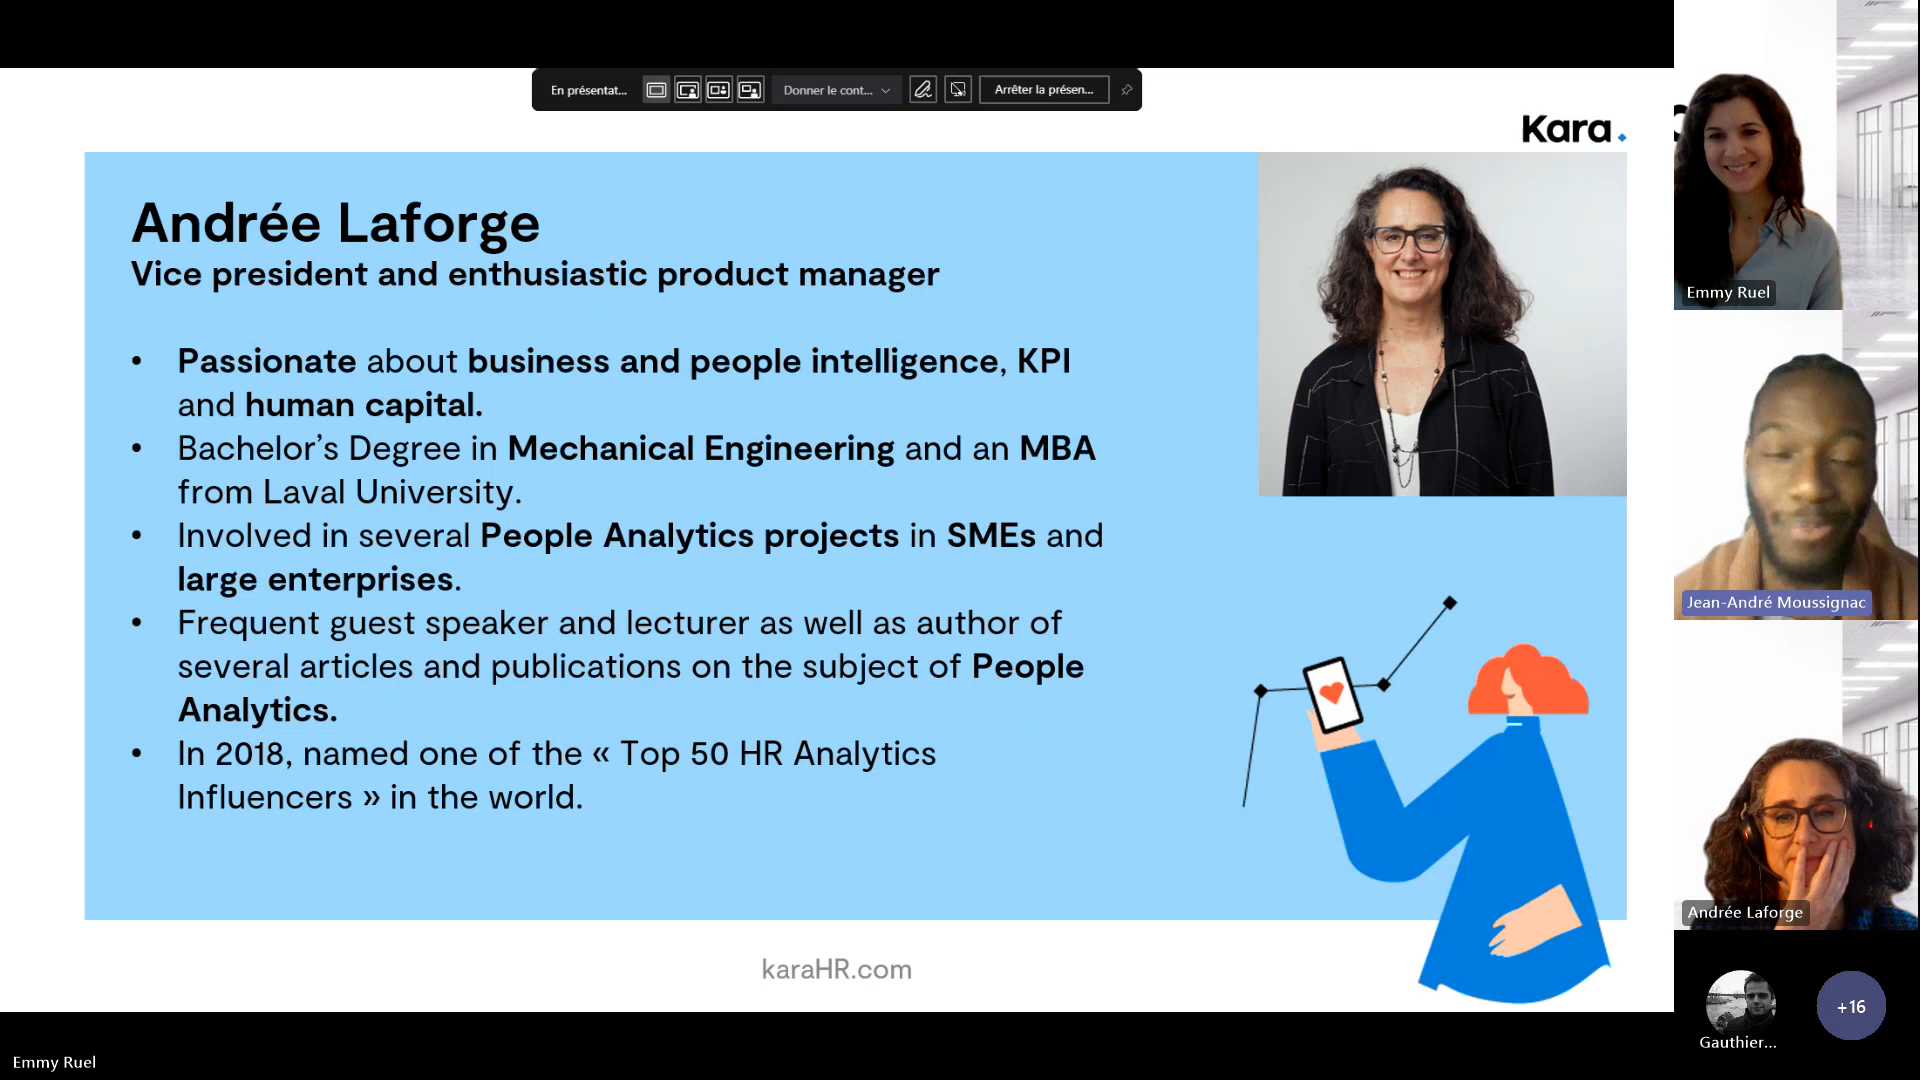 En présentat...
Donner le cont...
Arrêter la présen...
Kara
Andrée Laforge
Vice president and enthusiastic product manager
• Passionate about business and people intelligence, KPI
and human capital.
• Bachelor’s Degree in Mechanical Engineering and an MBA
from Laval University.
• Involved in several People Analytics projects in SMEs and
large enterprises.
• Frequent guest speaker and lecturer as well as author of
several articles and publications on the subject of People
Analytics.
• In 2018, named one of the « Top 50 HR Analytics
Influencers » in the world.
karaHR.com
Emmy Ruel
Jean-André Moussignac
Andrée Laforge
Gauthier...
+16
Emmy Ruel